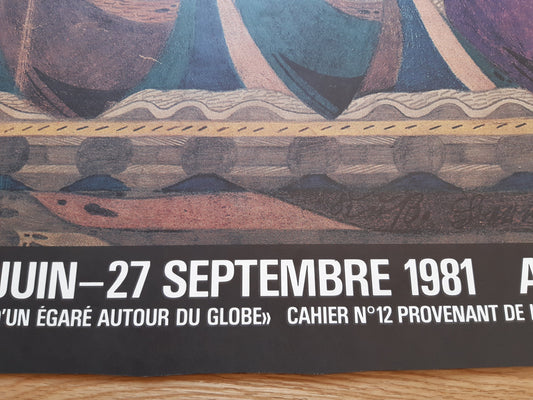 JUIN–27 SEPTEMBRE 1981 A
D'UN ÉGARÉ AUTOUR DU GLOBE» CAHIER N°12 PROVENANT DE